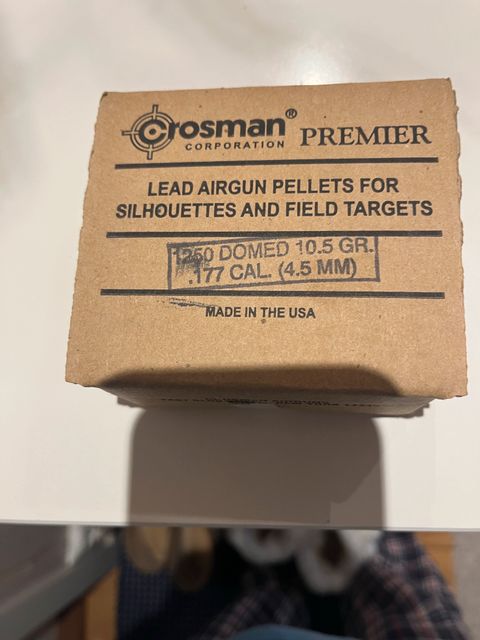 Crosman® PREMIER
CORPORATION
LEAD AIRGUN PELLETS FOR
SILHOUETTES AND FIELD TARGETS
1250 DOMED 10.5 GR.
.177 CAL. (4.5 MM)
MADE IN THE USA